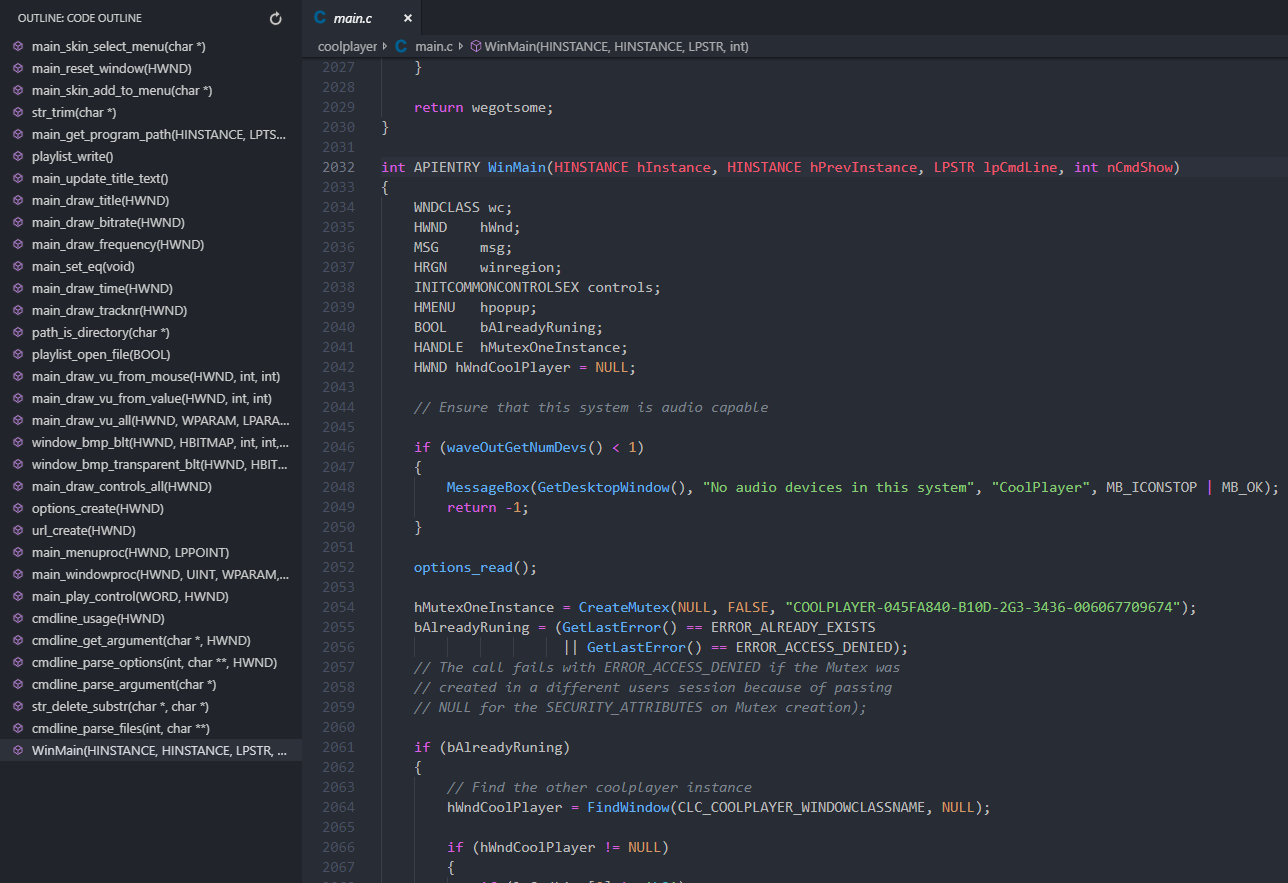 OUTLINE: CODE OUTLINE
main_skin_select_menu(char *)
main_reset_window(HWND)
main_skin_add_to_menu(char *)
str_trim(char *)
main_get_program_path(HINSTANCE, LPTS...
playlist_write()
main_update_title_text()
main_draw_title(HWND)
main_draw_bitrate(HWND)
main_draw_frequency(HWND)
main_set_eq(void)
main_draw_time(HWND)
main_draw_tracknr(HWND)
path_is_directory(char *)
playlist_open_file(BOOL)
main_draw_vu_from_mouse(HWND, int, int)
main_draw_vu_from_value(HWND, int, int)
main_draw_vu_all(HWND, WPARAM, LPARA...
window_bmp_blt(HWND, HBITMAP, int, int,...
window_bmp_transparent_blt(HWND, HBIT...
main_draw_controls_all(HWND)
options_create(HWND)
url_create(HWND)
main_menuproc(HWND, LPPOINT)
main_windowproc(HWND, UINT, WPARAM,...
main_play_control(WORD, HWND)
cmdline_usage(HWND)
cmdline_get_argument(char *, HWND)
cmdline_parse_options(int, char **, HWND)
cmdline_parse_argument(char *)
str_delete_substr(char *, char *)
cmdline_parse_files(int, char **)
WinMain(HINSTANCE, HINSTANCE, LPSTR, ...
C main.c ×
coolplayer C main.c WinMain(HINSTANCE, HINSTANCE, LPSTR, int)
2027 }
2028
2029 return wegotsome;
2030 }
2031
2032 int APIENTRY WinMain(HINSTANCE hInstance, HINSTANCE hPrevInstance, LPSTR lpCmdLine, int nCmdShow)
2033 {
2034 WNDCLASS wc;
2035 HWND hWnd;
2036 MSG msg;
2037 HRGN winregion;
2038 INITCOMMONCONTROLSEX controls;
2039 HMENU hpopup;
2040 BOOL bAlreadyRuning;
2041 HANDLE hMutexOneInstance;
2042 HWND hWndCoolPlayer = NULL;
2043
2044 // Ensure that this system is audio capable
2045
2046 if (waveOutGetNumDevs() < 1)
2047 {
2048 MessageBox(GetDesktopWindow(), "No audio devices in this system", "CoolPlayer", MB_ICONSTOP | MB_OK);
2049 return -1;
2050 }
2051
2052 options_read();
2053
2054 hMutexOneInstance = CreateMutex(NULL, FALSE, "COOLPLAYER-045FA840-B10D-2G3-3436-006067709674");
2055 bAlreadyRuning = (GetLastError() == ERROR_ALREADY_EXISTS
2056 || GetLastError() == ERROR_ACCESS_DENIED);
2057 // The call fails with ERROR_ACCESS_DENIED if the Mutex was
2058 // created in a different users session because of passing
2059 // NULL for the SECURITY_ATTRIBUTES on Mutex creation);
2060
2061 if (bAlreadyRuning)
2062 {
2063 // Find the other coolplayer instance
2064 hWndCoolPlayer = FindWindow(CLC_COOLPLAYER_WINDOWCLASSNAME, NULL);
2065
2066 if (hWndCoolPlayer != NULL)
2067 {